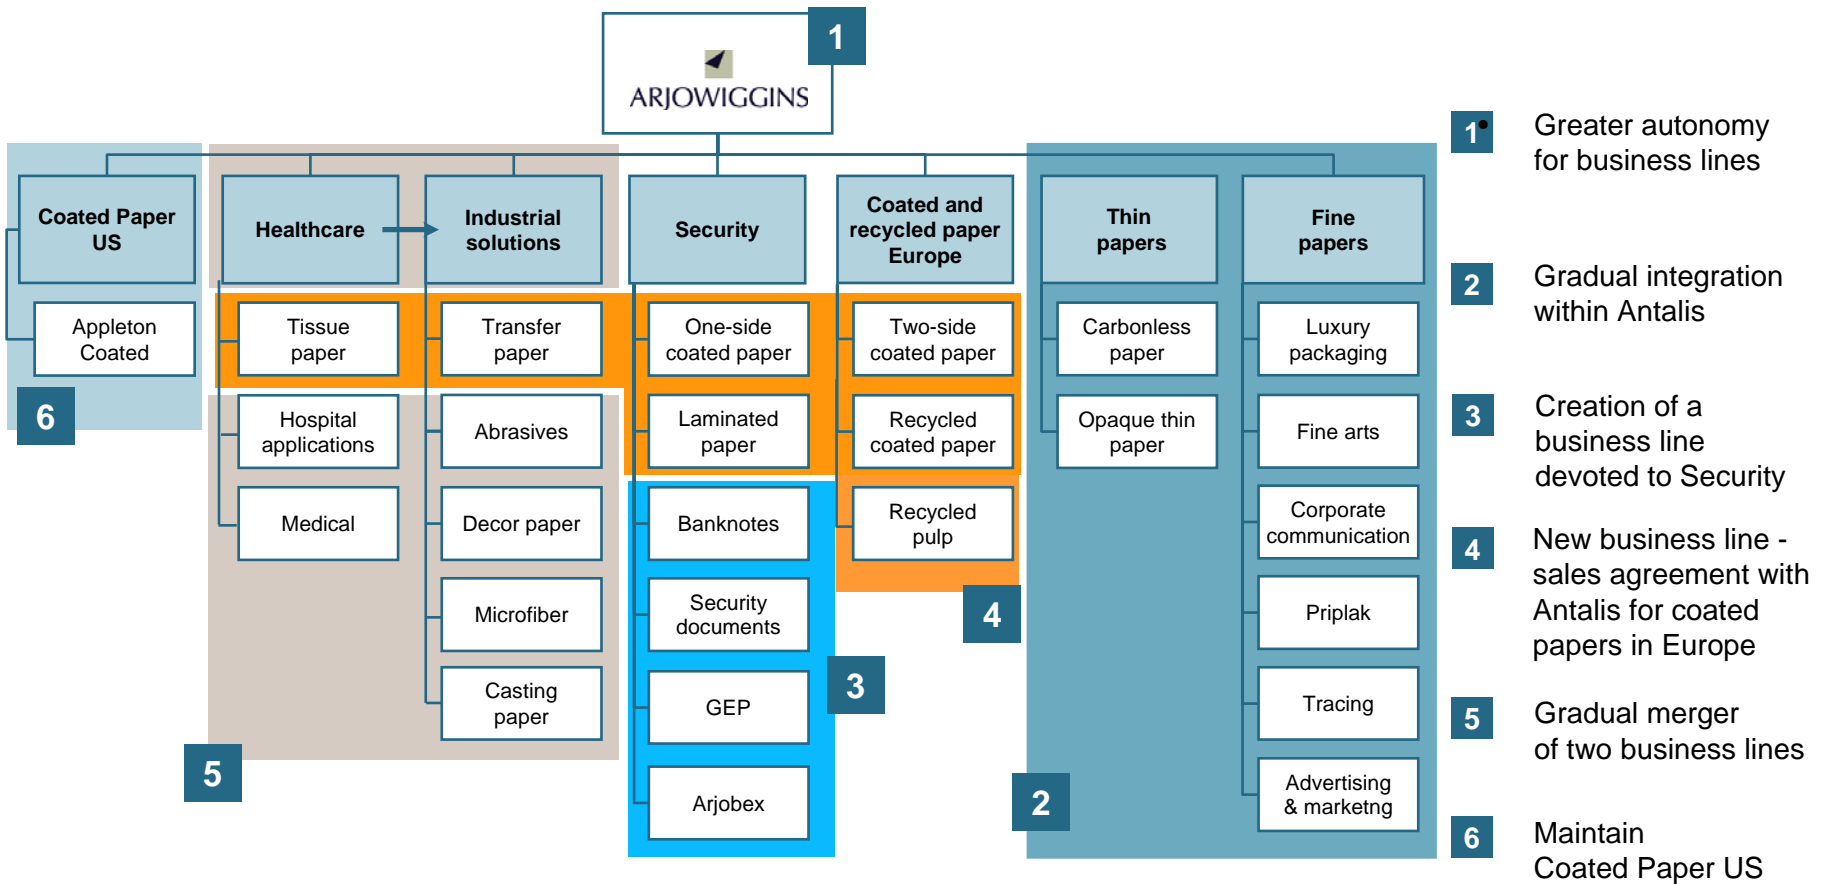 1
ARJOWIGGINS
Coated Paper
US
Appleton
Coated
6
Healthcare
Tissue
paper
Hospital
applications
Medical
Industrial
solutions
Transfer
paper
Abrasives
Decor paper
Microfiber
Casting
paper
5
Security
One-side
coated paper
Laminated
paper
Banknotes
Security
documents
GEP
Arjobex
3
Coated and
recycled paper
Europe
Two-side
coated paper
Recycled
coated paper
Recycled
pulp
4
Thin
papers
Carbonless
paper
Opaque thin
paper
Fine
papers
Luxury
packaging
Fine arts
Corporate
communication
Priplak
Tracing
Advertising
& marketng
2
1•
Greater autonomy
for business lines
2
Gradual integration
within Antalis
3
Creation of a
business line
devoted to Security
4
New business line -
sales agreement with
Antalis for coated
papers in Europe
5
Gradual merger
of two business lines
6
Maintain
Coated Paper US